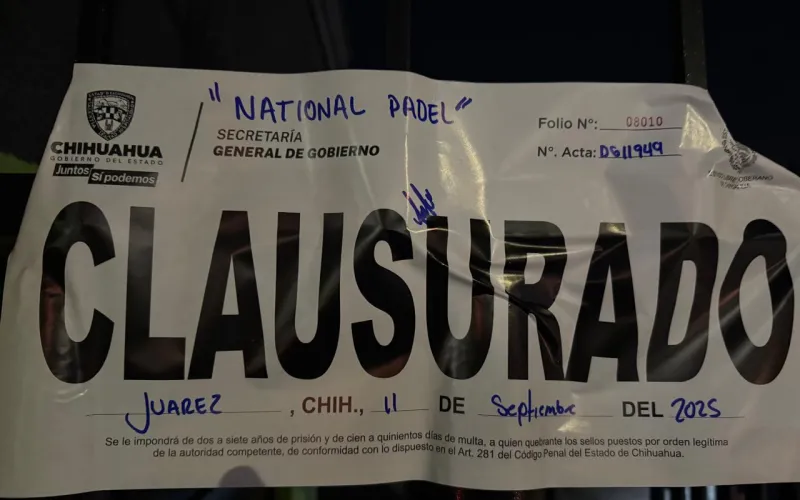 "NATIONAL PADEL"
CHIHUAHUA
GOBIERNO DEL ESTADO
Juntos
Sí podemos
SECRETARÍA
GENERAL DE GOBIERNO
Folio Nº: 08010
Nº. Acta: DG11949
CLAUSURADO
JUAREZ, CHIH., 11 DE Septiembre DEL 2025
Se le impondrá de dos a siete años de prisión y de cien a quinientos días de multa, a quien quebrante los sellos puestos por orden legítima
de la autoridad competente, de conformidad con lo dispuesto en el Art. 281 del Código Penal del Estado de Chihuahua.